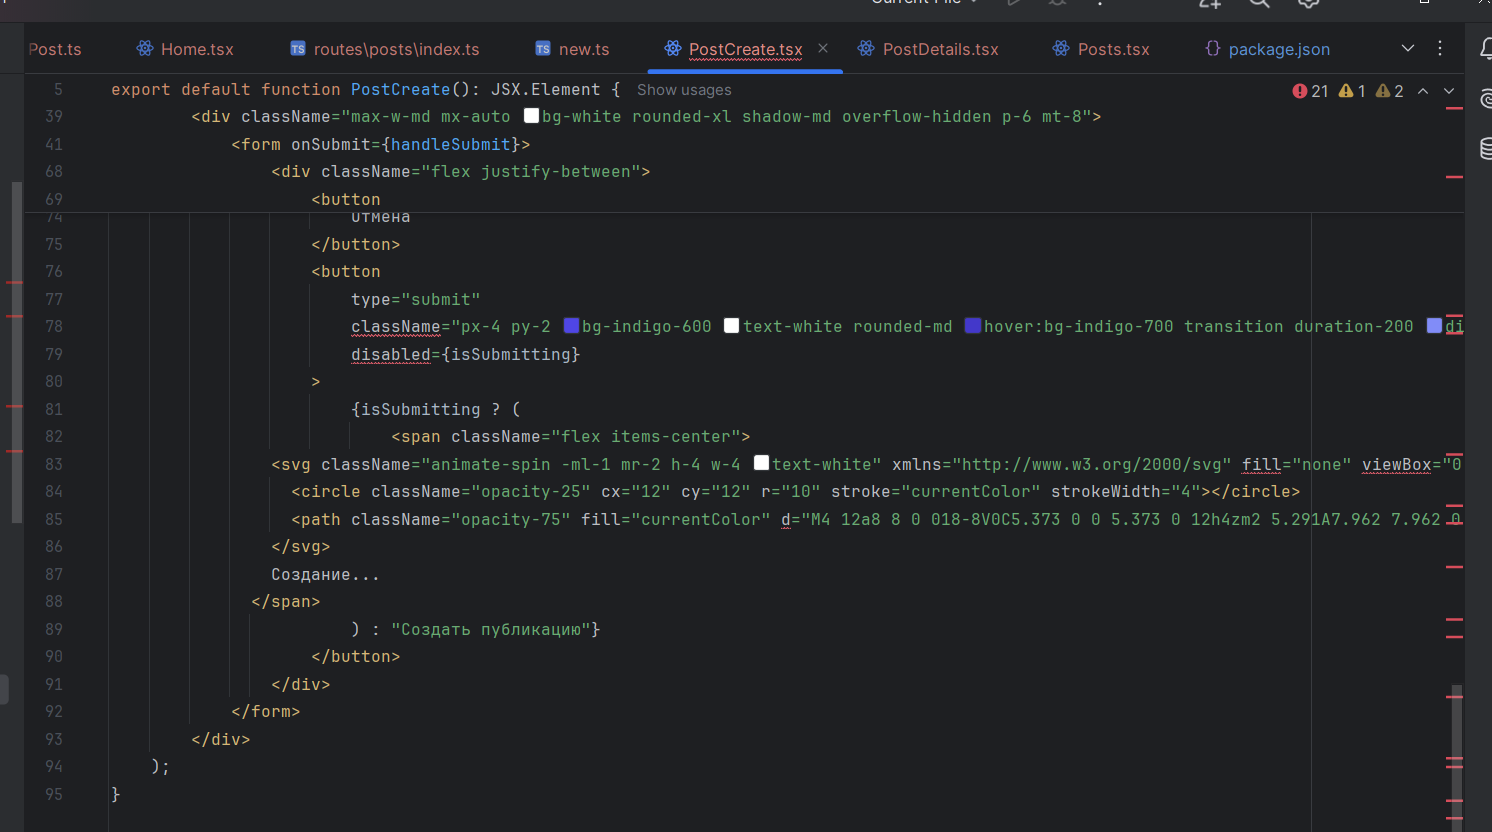 Current File
Post.ts Home.tsx routes\posts\index.ts new.ts PostCreate.tsx PostDetails.tsx Posts.tsx package.json
5 export default function PostCreate(): JSX.Element { Show usages 21 1 2
39 <div className="max-w-md mx-auto bg-white rounded-xl shadow-md overflow-hidden p-6 mt-8">
41 <form onSubmit={handleSubmit}>
68 <div className="flex justify-between">
69 <button
74 Отмена
75 </button>
76 <button
77 type="submit"
78 className="px-4 py-2 bg-indigo-600 text-white rounded-md hover:bg-indigo-700 transition duration-200 di
79 disabled={isSubmitting}
80 >
81 {isSubmitting ? (
82 <span className="flex items-center">
83 <svg className="animate-spin -ml-1 mr-2 h-4 w-4 text-white" xmlns="http://www.w3.org/2000/svg" fill="none" viewBox="0
84 <circle className="opacity-25" cx="12" cy="12" r="10" stroke="currentColor" strokeWidth="4"></circle>
85 <path className="opacity-75" fill="currentColor" d="M4 12a8 8 0 018-8V0C5.373 0 0 5.373 0 12h4zm2 5.291A7.962 7.962 0
86 </svg>
87 Создание...
88 </span>
89 ) : "Создать публикацию"}
90 </button>
91 </div>
92 </form>
93 </div>
94 );
95 }